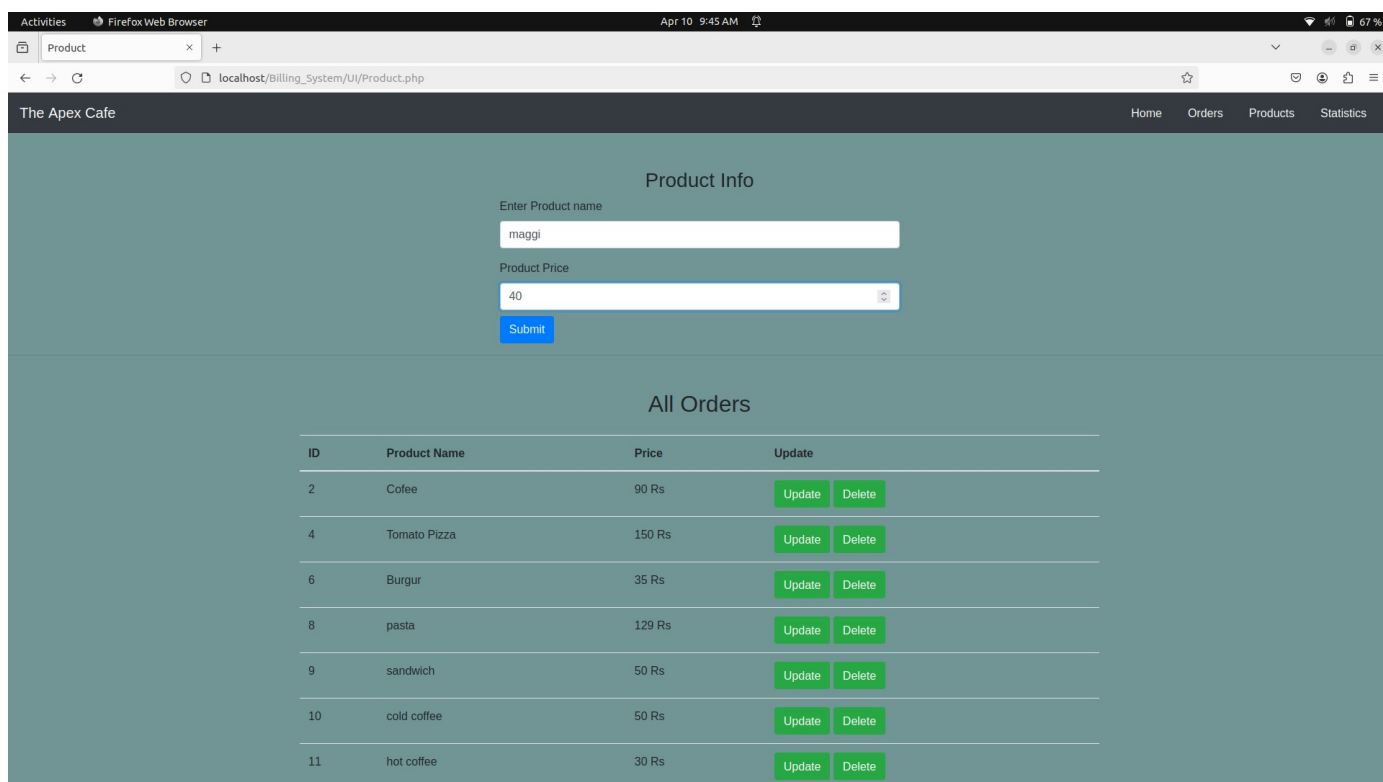 Activities Firefox Web Browser Apr 10 9:45 AM 67 %
Product
localhost/Billing_System/UI/Product.php
The Apex Cafe Home Orders Products Statistics
Product Info
Enter Product name
maggi
Product Price
40
Submit
All Orders
ID Product Name Price Update
2 Cofee 90 Rs Update Delete
4 Tomato Pizza 150 Rs Update Delete
6 Burgur 35 Rs Update Delete
8 pasta 129 Rs Update Delete
9 sandwich 50 Rs Update Delete
10 cold coffee 50 Rs Update Delete
11 hot coffee 30 Rs Update Delete